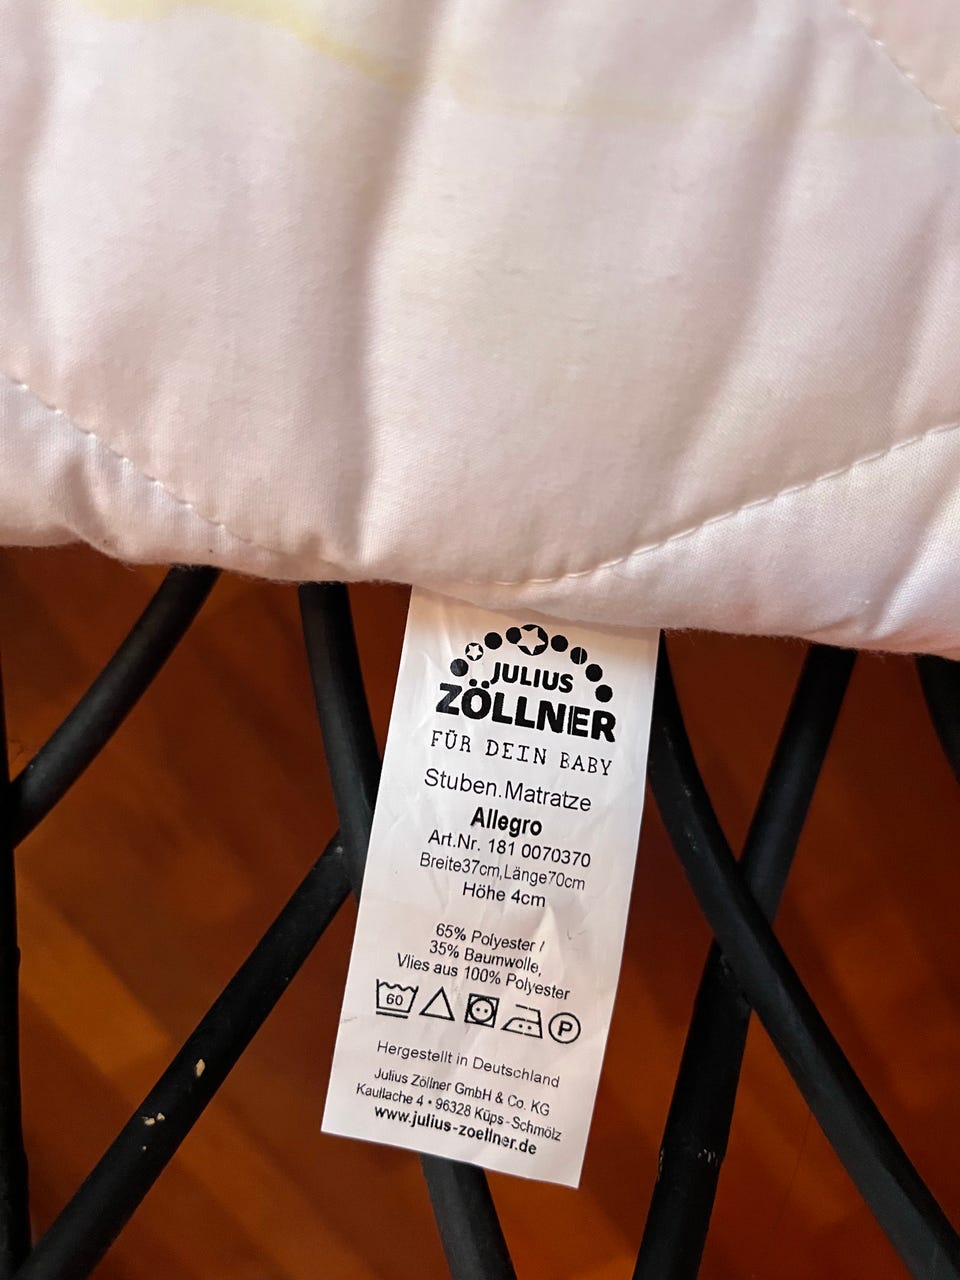 JULIUS
ZÖLLNER
FÜR DEIN BABY
Stuben.Matratze
Allegro
Art.Nr. 181 0070370
Breite37cm,Länge70cm
Höhe 4cm
65% Polyester /
35% Baumwolle,
Vlies aus 100% Polyester
60 P
Hergestellt in Deutschland
Julius Zöllner GmbH & Co. KG
Kaullache 4 • 96328 Küps-Schmölz
www.julius-zoellner.de